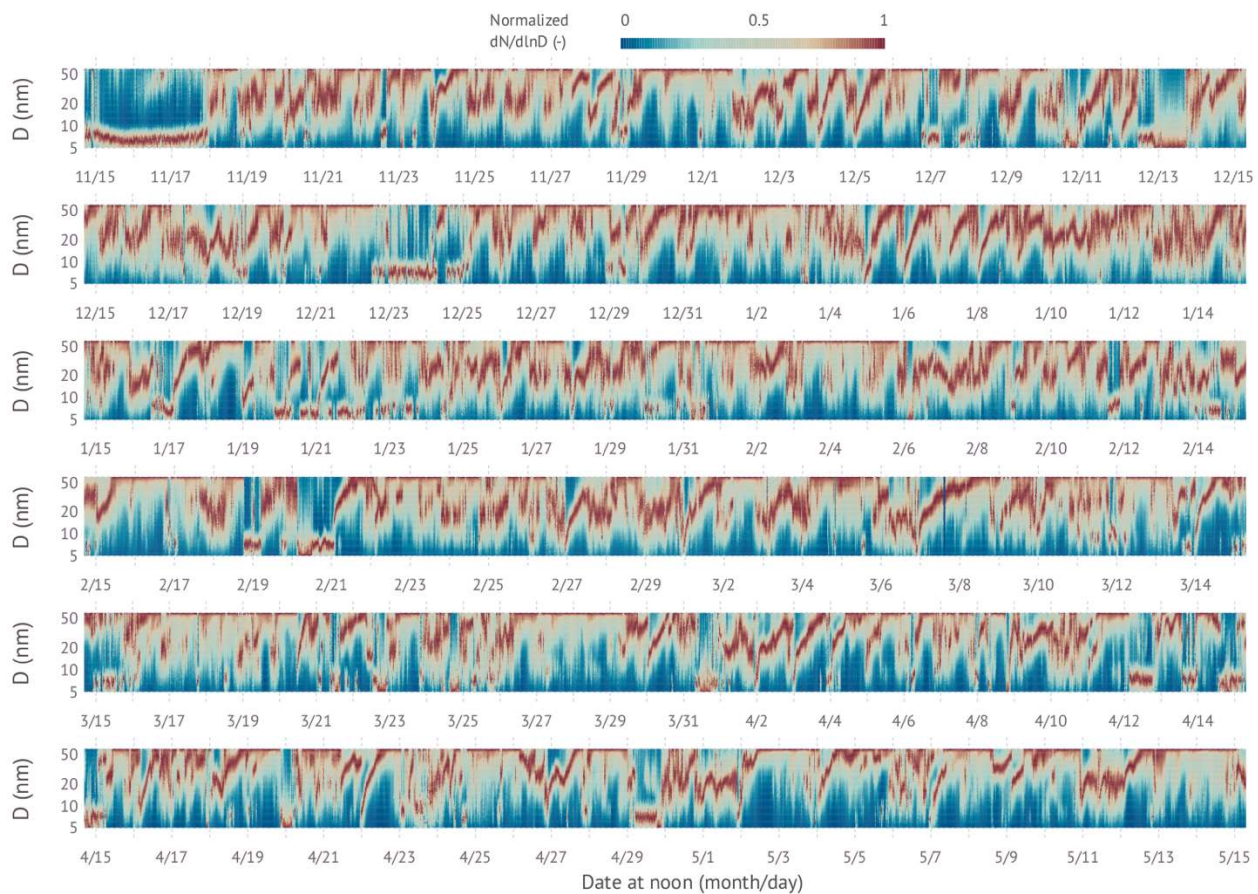 Normalized 0 0.5 1
dN/dlnD (-)
D (nm)
50
20
10
5
11/15 11/17 11/19 11/21 11/23 11/25 11/27 11/29 12/1 12/3 12/5 12/7 12/9 12/11 12/13 12/15
D (nm)
50
20
10
5
12/15 12/17 12/19 12/21 12/23 12/25 12/27 12/29 12/31 1/2 1/4 1/6 1/8 1/10 1/12 1/14
D (nm)
50
20
10
5
1/15 1/17 1/19 1/21 1/23 1/25 1/27 1/29 1/31 2/2 2/4 2/6 2/8 2/10 2/12 2/14
D (nm)
50
20
10
5
2/15 2/17 2/19 2/21 2/23 2/25 2/27 2/29 3/2 3/4 3/6 3/8 3/10 3/12 3/14
D (nm)
50
20
10
5
3/15 3/17 3/19 3/21 3/23 3/25 3/27 3/29 3/31 4/2 4/4 4/6 4/8 4/10 4/12 4/14
D (nm)
50
20
10
5
4/15 4/17 4/19 4/21 4/23 4/25 4/27 4/29 5/1 5/3 5/5 5/7 5/9 5/11 5/13 5/15
Date at noon (month/day)